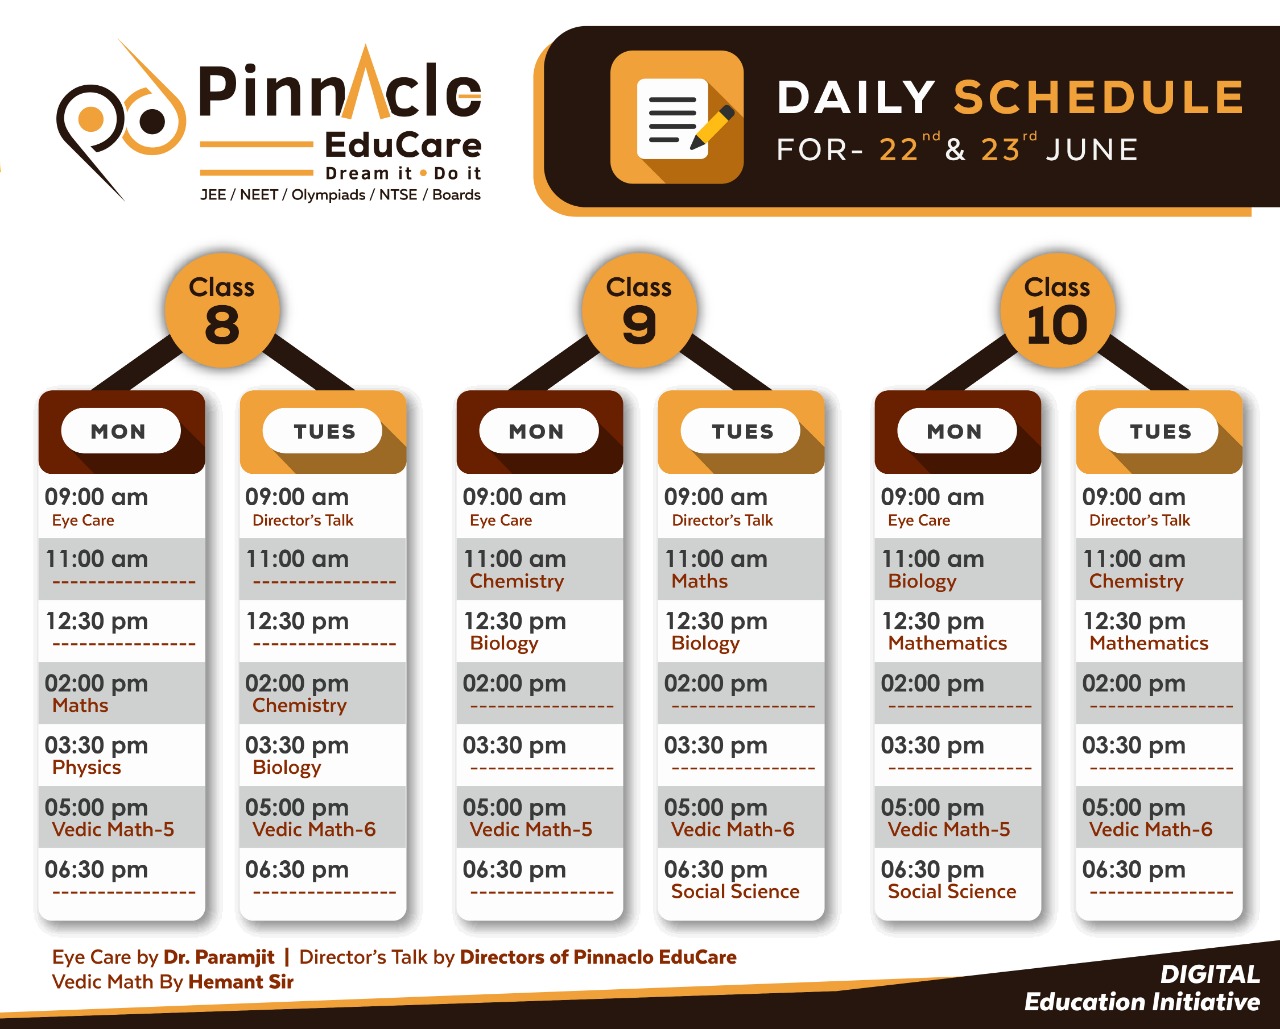 PinnAclo
EduCare
Dream it • Do it
JEE / NEET / Olympiads / NTSE / Boards
DAILY SCHEDULE
FOR- 22nd & 23rd JUNE
Class
8
MON
09:00 am
Eye Care
11:00 am
----------------
12:30 pm
----------------
02:00 pm
Maths
03:30 pm
Physics
05:00 pm
Vedic Math-5
06:30 pm
----------------
TUES
09:00 am
Director's Talk
11:00 am
----------------
12:30 pm
----------------
02:00 pm
Chemistry
03:30 pm
Biology
05:00 pm
Vedic Math-6
06:30 pm
----------------
Class
9
MON
09:00 am
Eye Care
11:00 am
Chemistry
12:30 pm
Biology
02:00 pm
----------------
03:30 pm
----------------
05:00 pm
Vedic Math-5
06:30 pm
----------------
TUES
09:00 am
Director's Talk
11:00 am
Maths
12:30 pm
Biology
02:00 pm
----------------
03:30 pm
----------------
05:00 pm
Vedic Math-6
06:30 pm
Social Science
Class
10
MON
09:00 am
Eye Care
11:00 am
Biology
12:30 pm
Mathematics
02:00 pm
----------------
03:30 pm
----------------
05:00 pm
Vedic Math-5
06:30 pm
Social Science
TUES
09:00 am
Director's Talk
11:00 am
Chemistry
12:30 pm
Mathematics
02:00 pm
----------------
03:30 pm
----------------
05:00 pm
Vedic Math-6
06:30 pm
----------------
Eye Care by Dr. Paramjit | Director's Talk by Directors of Pinnaclo EduCare
Vedic Math By Hemant Sir
DIGITAL
Education Initiative